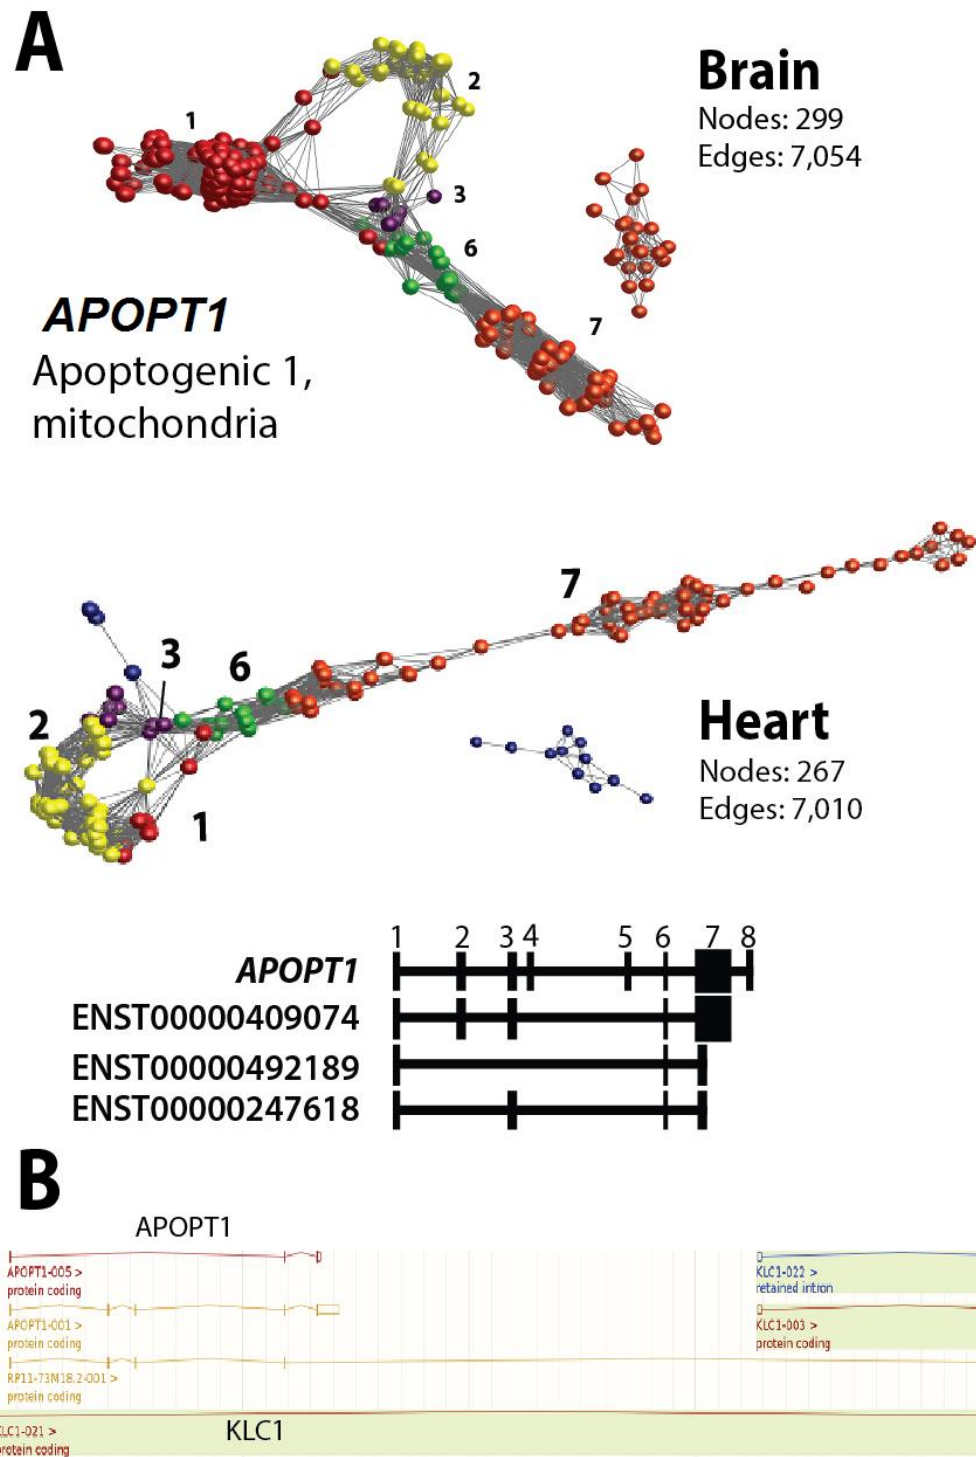 A
Brain
Nodes: 299
Edges: 7,054
1
2
3
6
7
APOPT1
Apoptogenic 1,
mitochondria
7
3
6
2
1
Heart
Nodes: 267
Edges: 7,010
1 2 3 4 5 6 7 8
APOPT1
ENST00000409074
ENST00000492189
ENST00000247618
B
APOPT1
APOPT1-005 >
protein coding
KLC1-022 >
retained intron
APOPT1-001 >
protein coding
KLC1-003 >
protein coding
RP11-73M18.2-001 >
protein coding
KLC1
LC1-021 >
protein coding